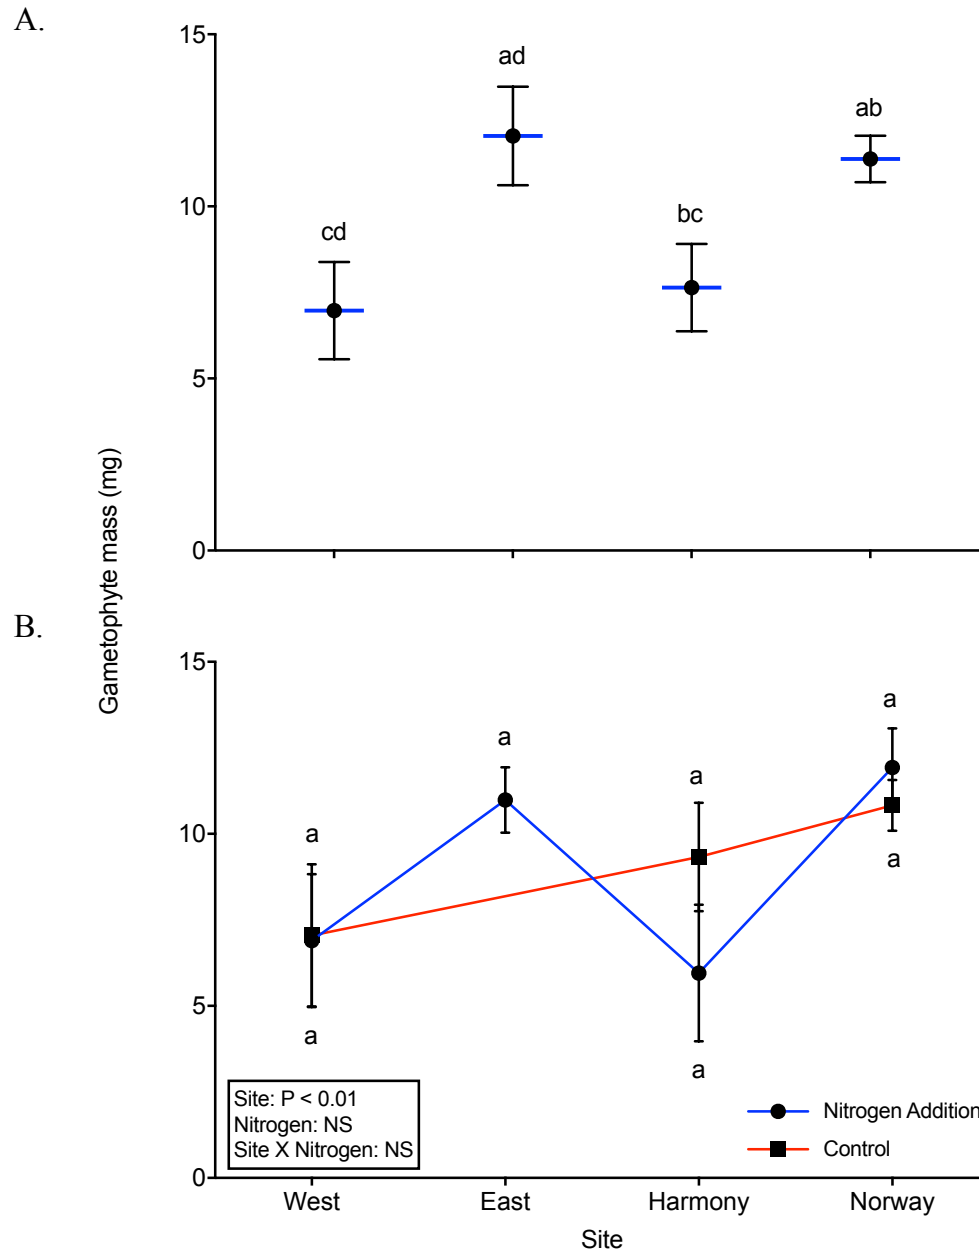 A.
15
10
5
0
cd
ad
bc
ab
Gametophyte mass (mg)
B.
15
10
5
0
a
a
a
a
a
a
a
Site: P < 0.01
Nitrogen: NS
Site X Nitrogen: NS
Nitrogen Addition
Control
West
East
Harmony
Norway
Site